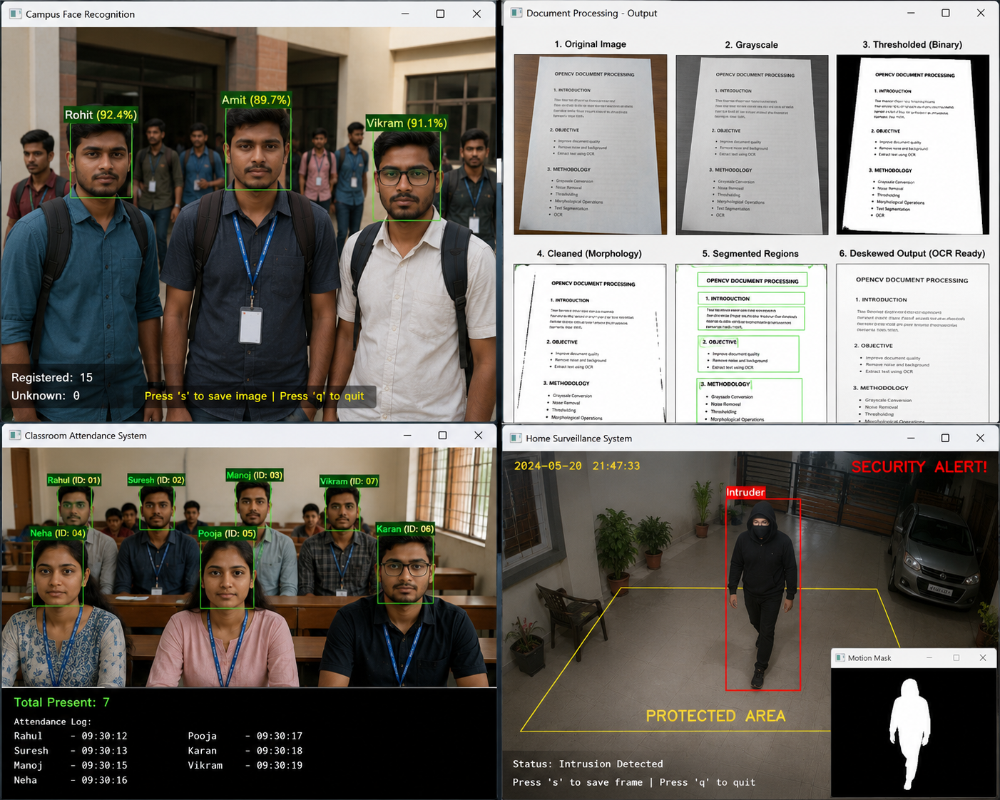 Campus Face Recognition
Rohit (92.4%)
Amit (89.7%)
Vikram (91.1%)
Registered: 15
Unknown: 0
Press 's' to save image | Press 'q' to quit
Document Processing - Output
1. Original Image
2. Grayscale
3. Thresholded (Binary)
OPENCV DOCUMENT PROCESSING
1. INTRODUCTION
2. OBJECTIVE
Improve document quality
Remove noise and background
Extract text using OCR
3. METHODOLOGY
Grayscale Conversion
Noise Removal
Thresholding
Morphological Operations
Text Segmentation
OCR
OPENCV DOCUMENT PROCESSING
1. INTRODUCTION
2. OBJECTIVE
Improve document quality
Remove noise and background
Extract text using OCR
3. METHODOLOGY
Grayscale Conversion
Noise Removal
Thresholding
Morphological Operations
Text Segmentation
OCR
OPENCV DOCUMENT PROCESSING
1. INTRODUCTION
2. OBJECTIVE
Improve document quality
Remove noise and background
Extract text using OCR
3. METHODOLOGY
Grayscale Conversion
Noise Removal
Thresholding
Morphological Operations
Text Segmentation
OCR
4. Cleaned (Morphology)
5. Segmented Regions
6. Deskewed Output (OCR Ready)
OPENCV DOCUMENT PROCESSING
1. INTRODUCTION
2. OBJECTIVE
Improve document quality
Remove noise and background
Extract text using OCR
3. METHODOLOGY
Grayscale Conversion
Noise Removal
Thresholding
Morphological Operations
OPENCV DOCUMENT PROCESSING
1. INTRODUCTION
2. OBJECTIVE
Improve document quality
Remove noise and background
Extract text using OCR
3. METHOBOLOGY
Grayscale Conversion
Noise Removal
Thresholding
Morphological Operations
OPENCV DOCUMENT PROCESSING
1. INTRODUCTION
2. OBJECTIVE
Improve document quality
Remove noise and background
Extract text using OCR
3. METHODOLOGY
Grayscale Conversion
Noise Removal
Thresholding
Morphological Operations
Classroom Attendance System
Rahul (ID: 01)
Suresh (ID: 02)
Manoj (ID: 03)
Vikram (ID: 07)
Neha (ID: 04)
Pooja (ID: 05)
Karan (ID: 06)
Total Present: 7
Attendance Log:
Rahul - 09:30:12
Suresh - 09:30:13
Manoj - 09:30:15
Neha - 09:30:16
Pooja - 09:30:17
Karan - 09:30:18
Vikram - 09:30:19
Home Surveillance System
2024-05-20 21:47:33
SECURITY ALERT!
Intruder
PROTECTED AREA
Status: Intrusion Detected
Press 's' to save frame | Press 'q' to quit
Motion Mask